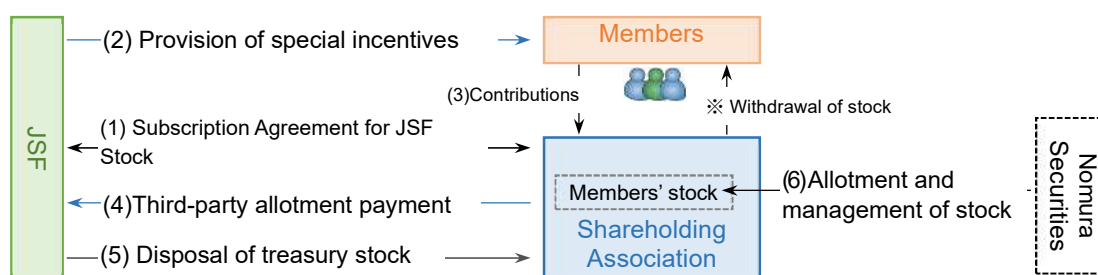 (2) Provision of special incentives
Members
(3)Contributions
※ Withdrawal of stock
JSF
(1) Subscription Agreement for JSF
Stock
Members’ stock
(6)Allotment and
management of stock
Nomura
Securities
(4)Third-party allotment payment
Shareholding
Association
(5) Disposal of treasury stock